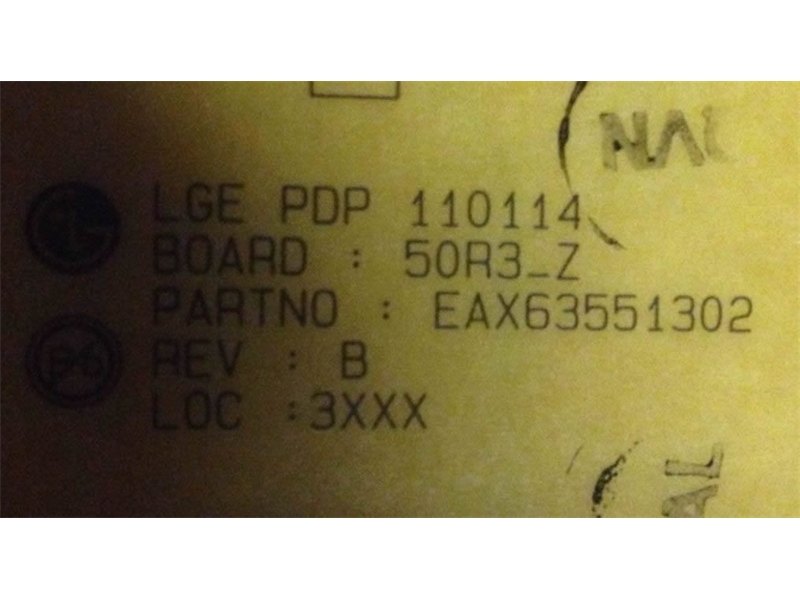 LGE PDP 110114
BOARD : 50R3_Z
PARTNO : EAX63551302
REV : B
LOC :3XXX